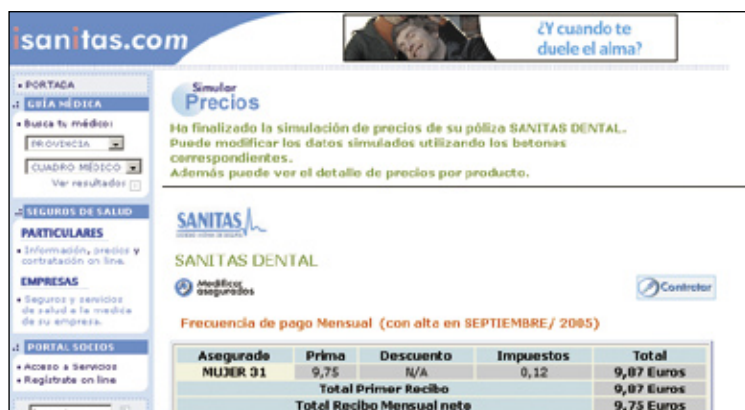 isanitas.com
¿Y cuando te
duele el alma?
PORTADA
GUÍA MÉDICA
Busca tu médico:
PROVINCIA
CUADRO MÉDICO
Ver resultados
SEGUROS DE SALUD
PARTICULARES
Información, precios y
contratación on line.
EMPRESAS
Seguros y servicios
de salud a la medida
de su empresa.
PORTAL SOCIOS
Acceso a Servicios
Registrate on line
Simular
Precios
Ha finalizado la simulación de precios de su póliza SANITAS DENTAL.
Puede modificar los datos simulados utilizando los botones
correspondientes.
Además puede ver el detalle de precios por producto.
SANITAS
SANITAS DENTAL
Modificar
asegurados
Contratar
Frecuencia de pago Mensual (con alta en SEPTIEMBRE/ 2005)
Asegurado Prima Descuento Impuestos Total
MUJER 31 9,75 N/A 0,12 9,87 Euros
Total Primer Recibo 9,87 Euros
Total Recibo Mensual neto 9,75 Euros